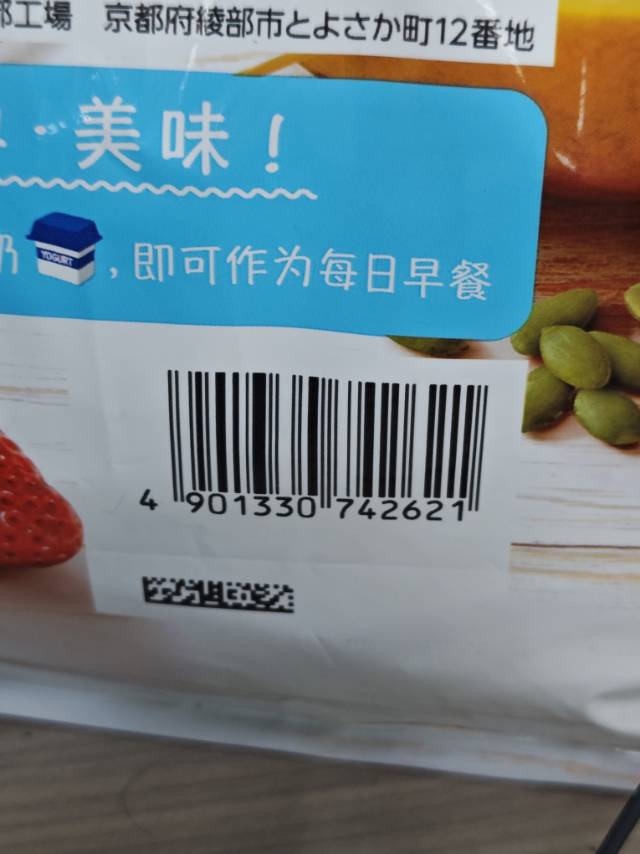 工場 京都府綾部市とよさか町12番地
・美味！
YOGURT
，即可作为每日早餐
4 901330 742621